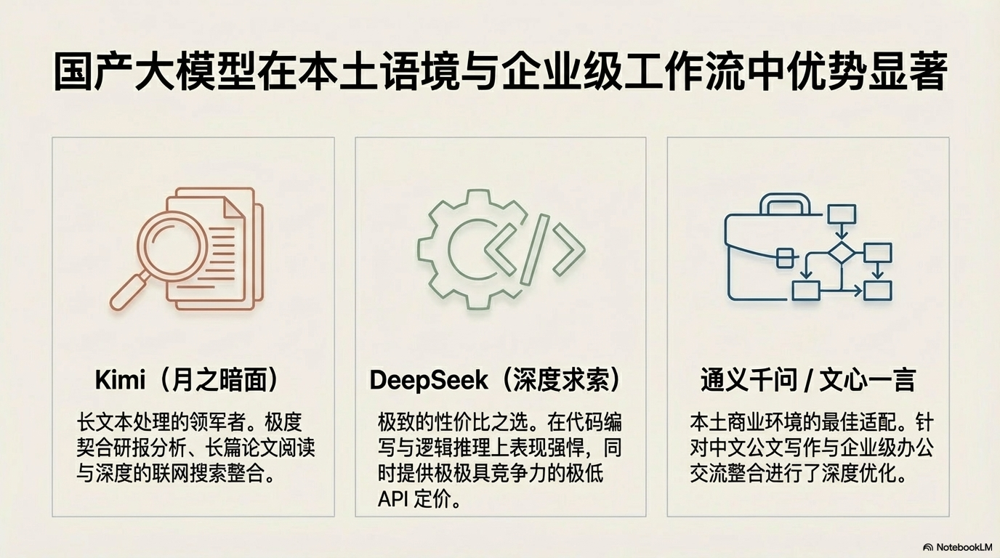 国产大模型在本土语境与企业级工作流中优势显著
Kimi（月之暗面）
长文本处理的领军者。极度
契合研报分析、长篇论文阅读
与深度的联网搜索整合。
DeepSeek（深度求索）
极致的性价比之选。在代码编
写与逻辑推理上表现强悍，同
时提供极极具竞争力的极低
API 定价。
通义千问 / 文心一言
本土商业环境的最佳适配。针
对中文公文写作与企业级办公
交流整合进行了深度优化。
NotebookLM